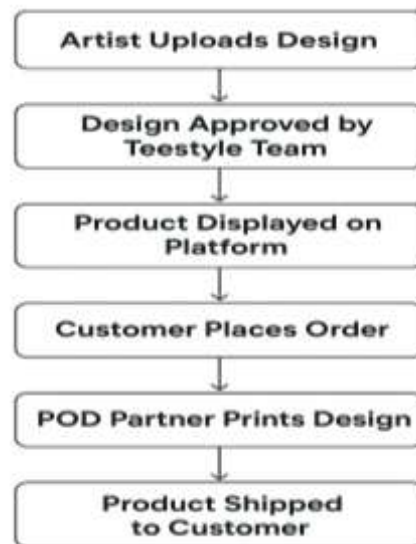 Artist Uploads Design
Design Approved by
Teestyle Team
Product Displayed on
Platform
Customer Places Order
POD Partner Prints Design
Product Shipped
to Customer